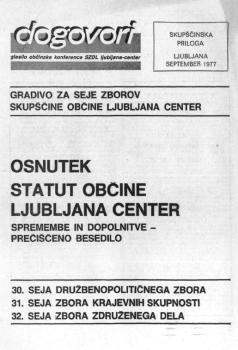 dogovori
glasilo občinske konference SZDL ljubljana-center
SKUPŠČINSKA
PRILOGA
LJUBLJANA
SEPTEMBER 1977
GRADIVO ZA SEJE ZBOROV
SKUPŠČINE OBČINE LJUBLJANA CENTER
OSNUTEK
STATUT OBČINE
LJUBLJANA CENTER
SPREMEMBE IN DOPOLNITVE –
PREČIŠČENO BESEDILO
30. SEJA DRUŽBENOPOLITIČNEGA ZBORA
31. SEJA ZBORA KRAJEVNIH SKUPNOSTI
32. SEJA ZBORA ZDRUŽENEGA DELA